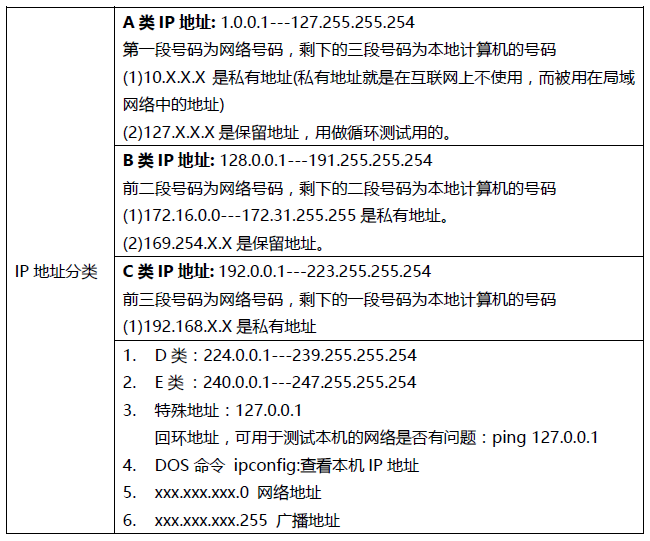 IP 地址分类
A 类 IP 地址: 1.0.0.1---127.255.255.254
第一段号码为网络号码，剩下的三段号码为本地计算机的号码
(1)10.X.X.X 是私有地址(私有地址就是在互联网上不使用，而被用在局域
网络中的地址)
(2)127.X.X.X 是保留地址，用做循环测试用的。
B 类 IP 地址: 128.0.0.1---191.255.255.254
前二段号码为网络号码，剩下的二段号码为本地计算机的号码
(1)172.16.0.0---172.31.255.255 是私有地址。
(2)169.254.X.X 是保留地址。
C 类 IP 地址: 192.0.0.1---223.255.255.254
前三段号码为网络号码，剩下的一段号码为本地计算机的号码
(1)192.168.X.X 是私有地址
1. D 类：224.0.0.1---239.255.255.254
2. E 类 ：240.0.0.1---247.255.255.254
3. 特殊地址：127.0.0.1
回环地址，可用于测试本机的网络是否有问题：ping 127.0.0.1
4. DOS 命令 ipconfig:查看本机 IP 地址
5. xxx.xxx.xxx.0 网络地址
6. xxx.xxx.xxx.255 广播地址